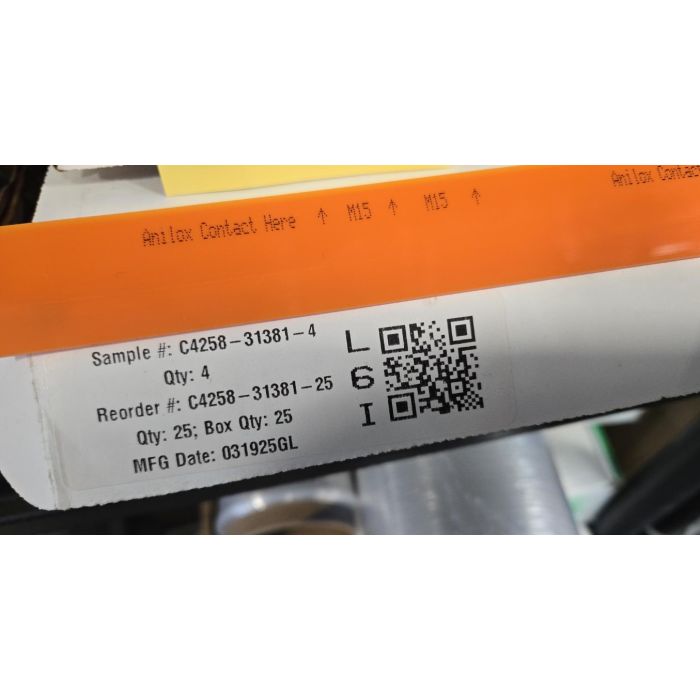 Anilox Contact Here ↑ M15 ↑ M15 ↑ Anilox Contac
Sample #: C4258-31381-4
Qty: 4
Reorder #: C4258-31381-25
Qty: 25; Box Qty: 25
MFG Date: 031925GL
L
6
I